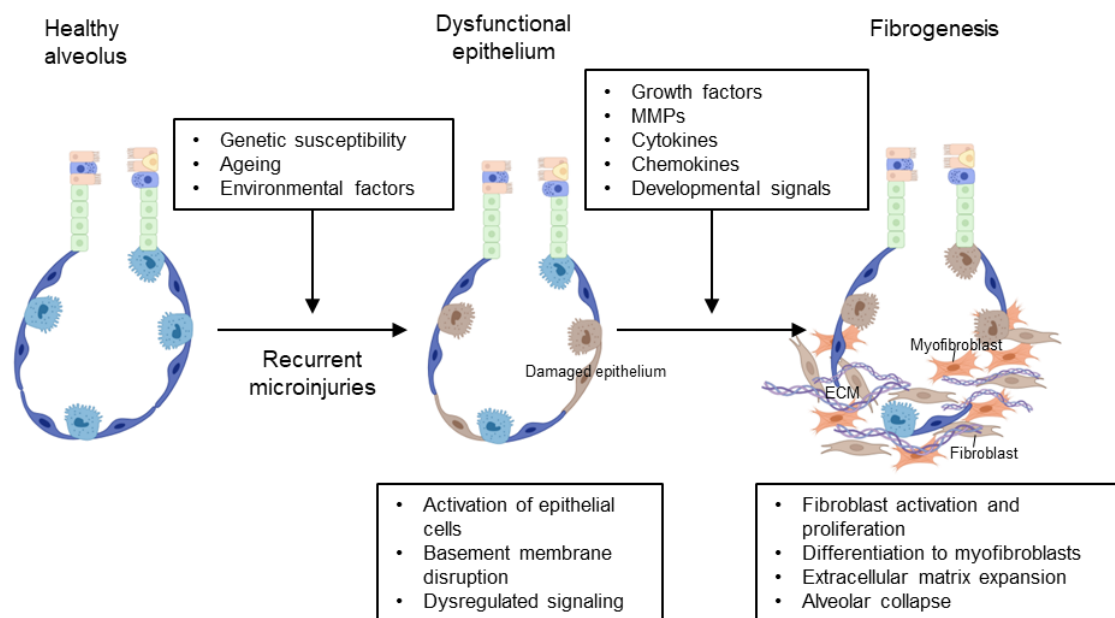 Healthy
alveolus
Dysfunctional
epithelium
Fibrogenesis
• Genetic susceptibility
• Ageing
• Environmental factors
• Growth factors
• MMPs
• Cytokines
• Chemokines
• Developmental signals
Recurrent
microinjuries
Damaged epithelium
Myofibroblast
ECM
Fibroblast
• Activation of epithelial
cells
• Basement membrane
disruption
• Dysregulated signaling
• Fibroblast activation and
proliferation
• Differentiation to myofibroblasts
• Extracellular matrix expansion
• Alveolar collapse